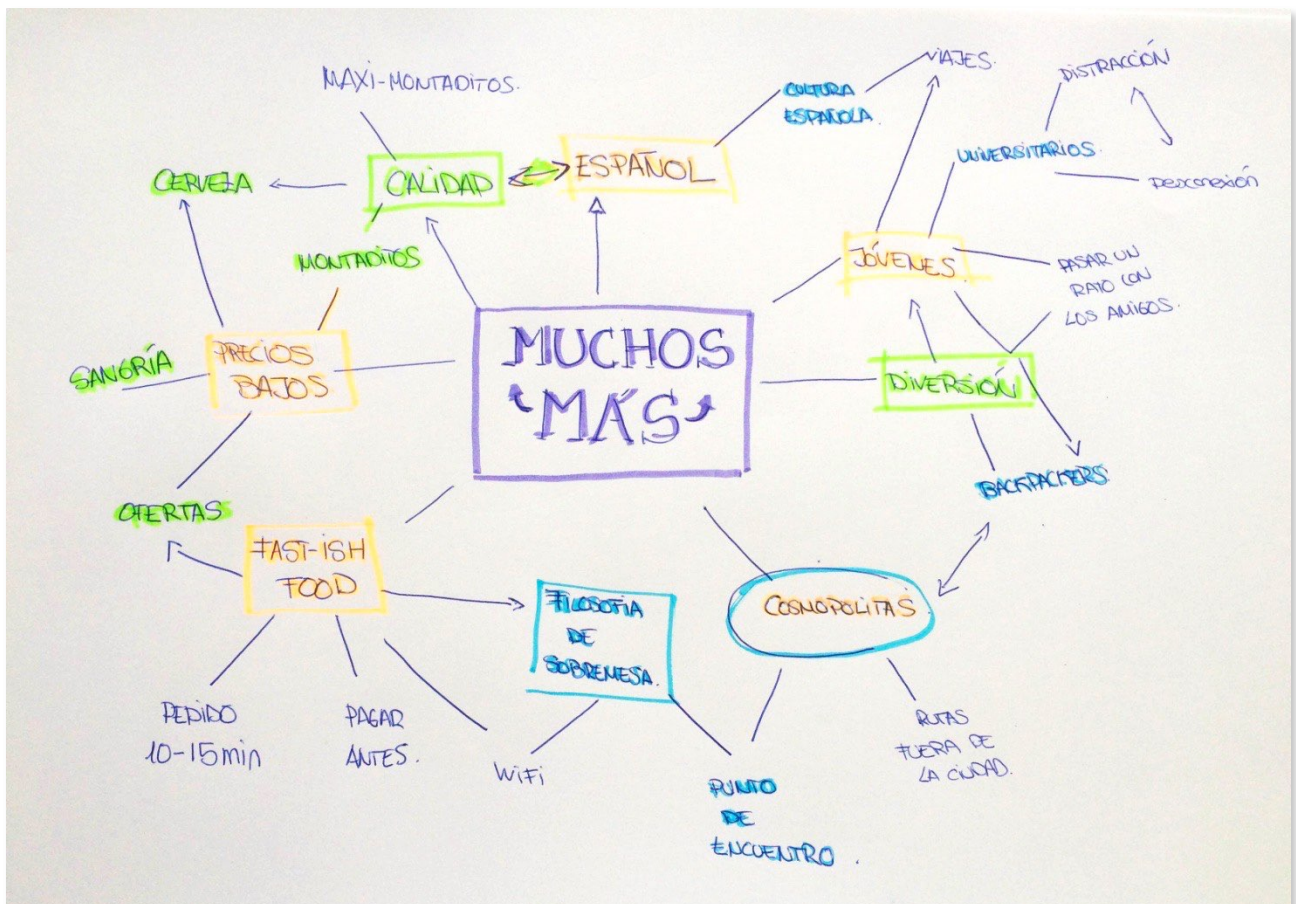 MAXI-MONTADITOS.
VIAJES.
DISTRACCIÓN
CULTURA
ESPAÑOLA.
CERVEZA
CALIDAD
ESPAÑOL
UNIVERSITARIOS.
Desconexión
MONTADITOS
JÓVENES.
PASAR UN
RATO CON
LOS AMIGOS.
SANGRÍA
PRECIOS
BAJOS
MUCHOS
MÁS
DIVERSIÓN
BACKPACKERS.
OFERTAS
FAST-ISH
FOOD
FILOSOFIA
DE
SOBREMESA.
COSMOPOLITAS.
PEDIDO
10-15min
PAGAR
ANTES.
WiFi
PUNTO
DE
ENCUENTRO.
RUTAS
FUERA DE
LA CIUDAD.